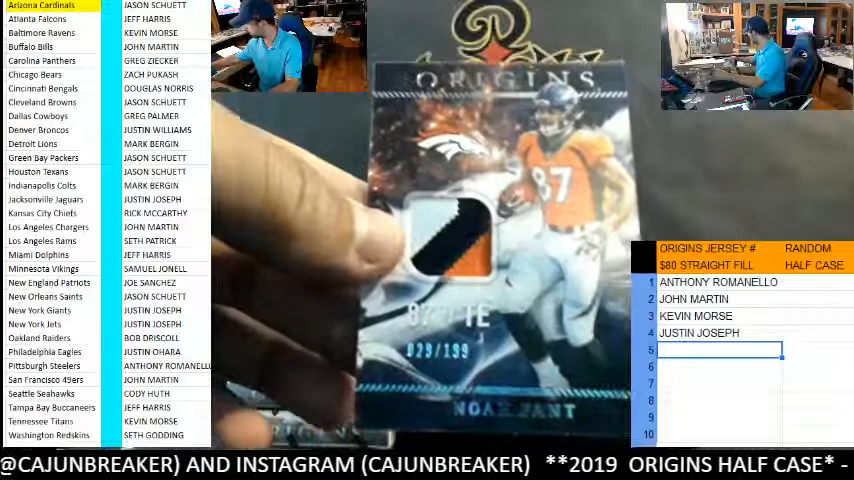 Arizona Cardinals JASON SCHUETT
Atlanta Falcons JEFF HARRIS
Baltimore Ravens KEVIN MORSE
Buffalo Bills JOHN MARTIN
Carolina Panthers GREG ZIECKER
Chicago Bears ZACH PUKASH
Cincinnati Bengals DOUGLAS NORRIS
Cleveland Browns JASON SCHUETT
Dallas Cowboys GREG PALMER
Denver Broncos JUSTIN WILLIAMS
Detroit Lions MARK BERGIN
Green Bay Packers JASON SCHUETT
Houston Texans JASON SCHUETT
Indianapolis Colts MARK BERGIN
Jacksonville Jaguars JUSTIN JOSEPH
Kansas City Chiefs RICK MCCARTHY
Los Angeles Chargers JOHN MARTIN
Los Angeles Rams SETH PATRICK
Miami Dolphins JEFF HARRIS
Minnesota Vikings SAMUEL JONELL
New England Patriots JOE SANCHEZ
New Orleans Saints JASON SCHUETT
New York Giants JUSTIN JOSEPH
New York Jets JUSTIN JOSEPH
Oakland Raiders BOB DRISCOLL
Philadelphia Eagles JUSTIN OHARA
Pittsburgh Steelers ANTHONY ROMANELLO
San Francisco 49ers JOHN MARTIN
Seattle Seahawks CODY HUTH
Tampa Bay Buccaneers JEFF HARRIS
Tennessee Titans KEVIN MORSE
Washington Redskins SETH GODDING
ORIGINS
87
87 TE
029/199
NOAH FANT
ORIGINS JERSEY # RANDOM
$80 STRAIGHT FILL HALF CASE
1 ANTHONY ROMANELLO
2 JOHN MARTIN
3 KEVIN MORSE
4 JUSTIN JOSEPH
5
6
7
8
9
10
@CAJUNBREAKER) AND INSTAGRAM (CAJUNBREAKER) **2019 ORIGINS HALF CASE* -